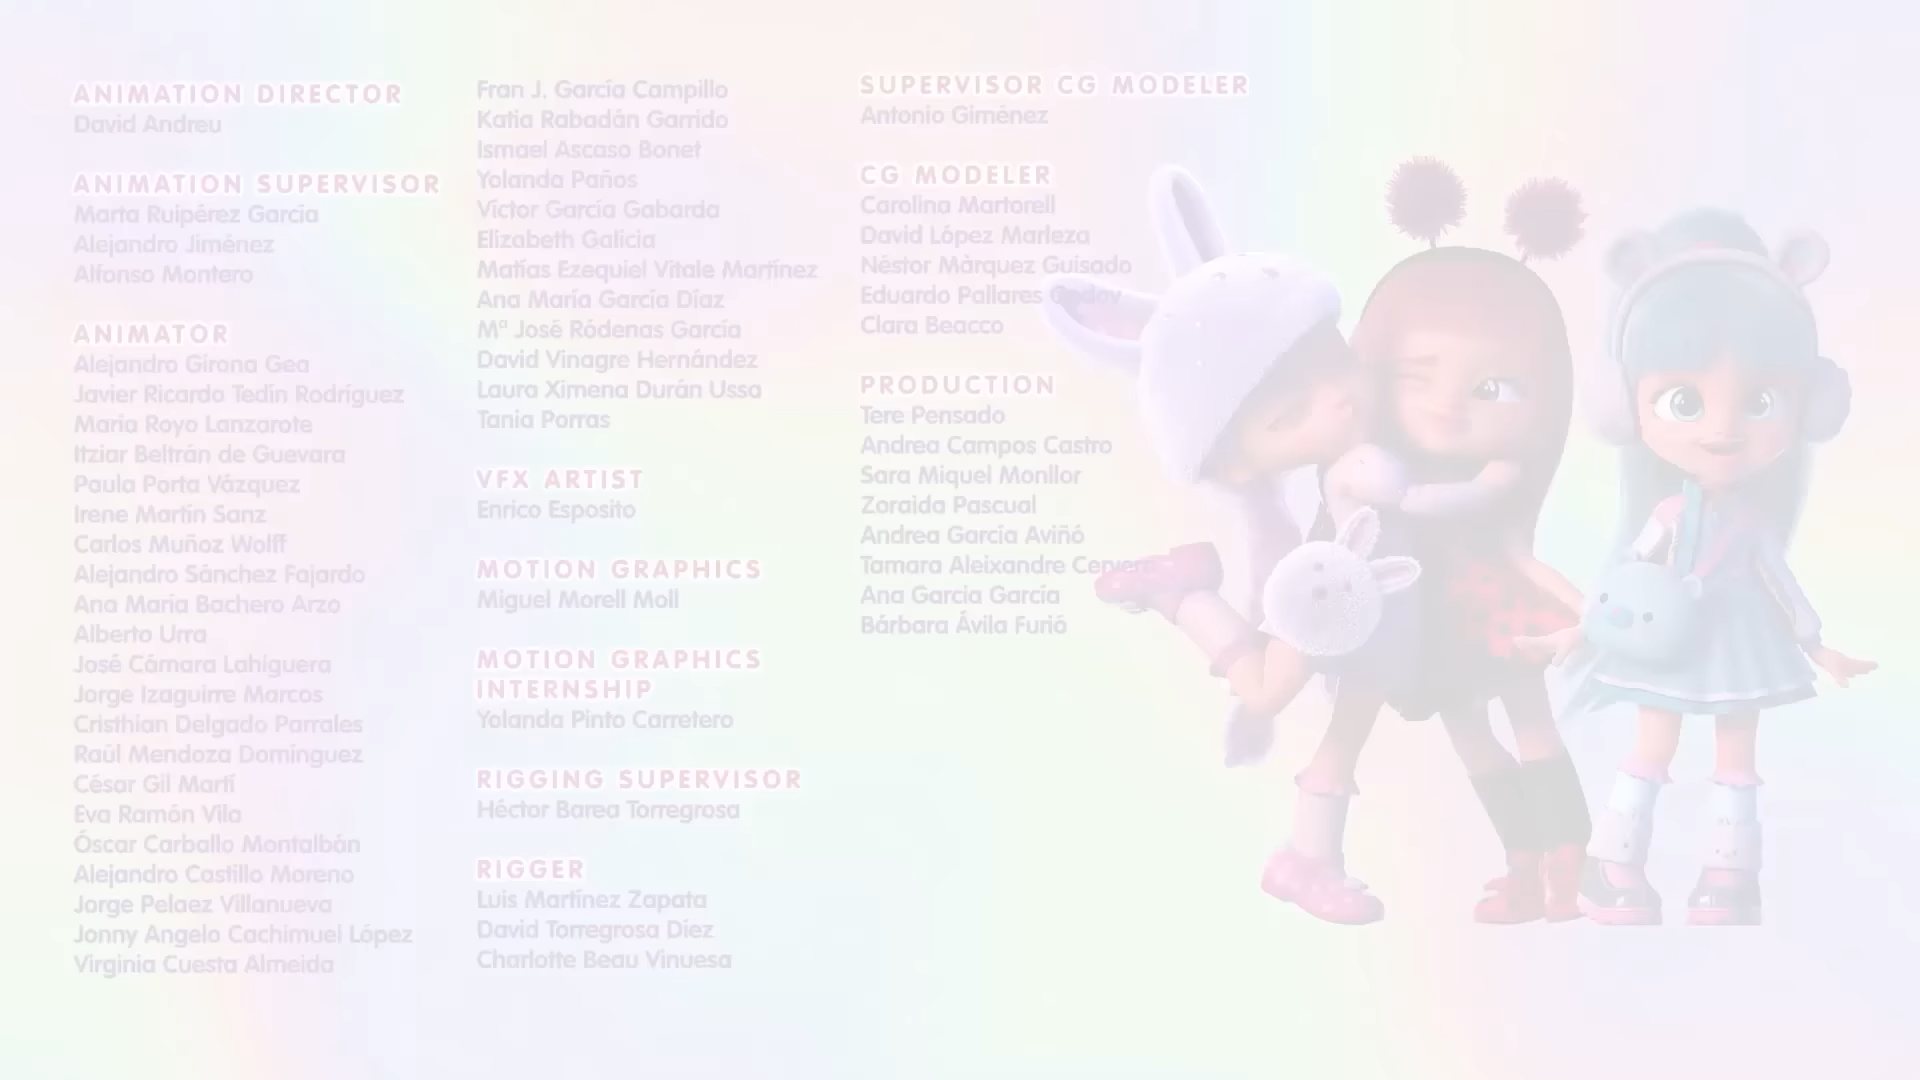 ANIMATION DIRECTOR
David Andreu
ANIMATION SUPERVISOR
Marta Ruipérez García
Alejandro Jiménez
Alfonso Montero
ANIMATOR
Alejandro Girona Gea
Javier Ricardo Tedín Rodríguez
Maria Royo Lanzarote
Itziar Beltrán de Guevara
Paula Porta Vázquez
Irene Martín Sanz
Carlos Muñoz Wolff
Alejandro Sánchez Fajardo
Ana María Bachero Arzo
Alberto Urra
José Cámara Lahiguera
Jorge Izaguirre Marcos
Cristhian Delgado Parrales
Raúl Mendoza Domínguez
César Gil Martí
Eva Ramón Vila
Óscar Carballo Montalbán
Alejandro Castillo Moreno
Jorge Pelaez Villanueva
Jonny Angelo Cachimuel López
Virginia Cuesta Almeida
Fran J. García Campillo
Katia Rabadán Garrido
Ismael Ascaso Bonet
Yolanda Paños
Víctor García Gabarda
Elizabeth Galicia
Matías Ezequiel Vitale Martínez
Ana María García Díaz
Mª José Ródenas García
David Vinagre Hernández
Laura Ximena Durán Ussa
Tania Porras
VFX ARTIST
Enrico Esposito
MOTION GRAPHICS
Miguel Morell Moll
MOTION GRAPHICS
INTERNSHIP
Yolanda Pinto Carretero
RIGGING SUPERVISOR
Héctor Barea Torregrosa
RIGGER
Luis Martínez Zapata
David Torregrosa Díez
Charlotte Beau Vinuesa
SUPERVISOR CG MODELER
Antonio Giménez
CG MODELER
Carolina Martorell
David López Marleza
Néstor Màrquez Guisado
Eduardo Pallares Godoy
Clara Beacco
PRODUCTION
Tere Pensado
Andrea Campos Castro
Sara Miquel Monllor
Zoraida Pascual
Andrea García Aviñó
Tamara Aleixandre
Ana García García
Bárbara Ávila Furió